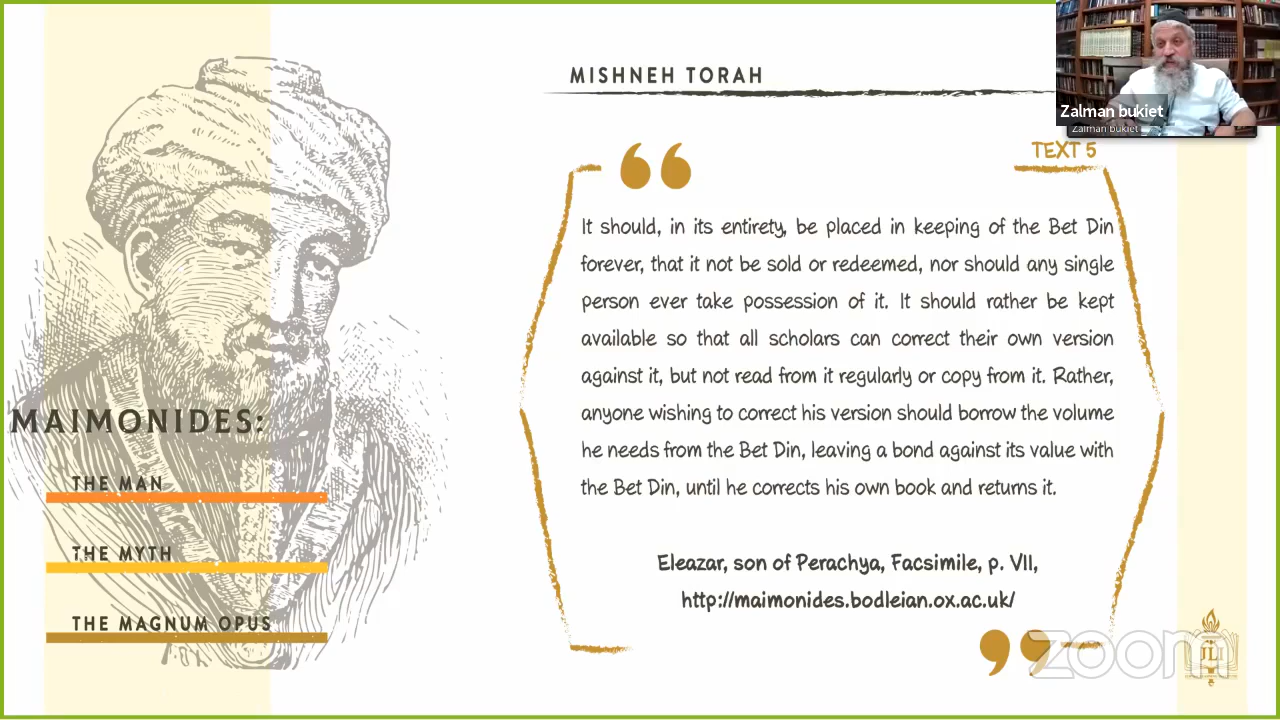 MISHNEH TORAH
Zalman bukiet
Zalman bukiet
TEXT 5
“
It should, in its entirety, be placed in keeping of the Bet Din
forever, that it not be sold or redeemed, nor should any single
person ever take possession of it. It should rather be kept
available so that all scholars can correct their own version
against it, but not read from it regularly or copy from it. Rather,
anyone wishing to correct his version should borrow the volume
he needs from the Bet Din, leaving a bond against its value with
the Bet Din, until he corrects his own book and returns it.
Eleazar, son of Perachya, Facsimile, p. VII,
http://maimonides.bodleian.ox.ac.uk/
”
MAIMONIDES:
THE MAN
THE MYTH
THE MAGNUM OPUS
zoom
JLI